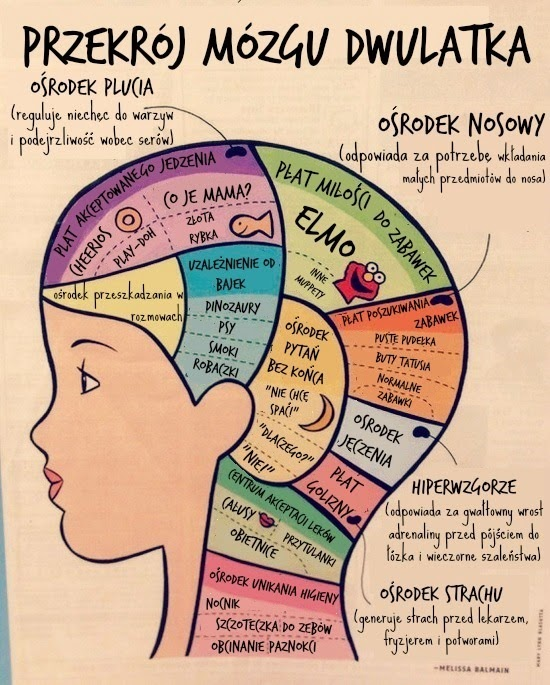 PRZEKRÓJ MÓZGU DWULATKA
OŚRODEK PLUCIA
(reguluje niechęć do warzyw
i podejrzliwość wobec serów)
OŚRODEK NOSOWY
(odpowiada za potrzebę wkładania
małych przedmiotów do nosa)
PŁAT AKCEPTOWANEGO JEDZENIA
CHEERIOS
PLAY-DOH
CO JE MAMA?
ZŁOTA
RYBKA
PŁAT MIŁOŚCI DO ZABAWEK
ELMO
INNE
MUPPETY
ośrodek przeszkadzania w
rozmowach
UZALEŻNIENIE OD
BAJEK
DINOZAURY
PSY
SMOKI
ROBACZKI
OŚRODEK
PYTAŃ
BEZ KOŃCA
"NIE CHCĘ
SPAĆ!"
"DLACZEGO?"
"NIE!"
PŁAT POSZUKIWANIA
ZABAWEK
PUSTE PUDEŁKA
BUTY TATUSIA
NORMALNE
ZABAWKI
OŚRODEK
JĘCZENIA
PŁAT
GOLIZNY
HIPERWZGÓRZE
(odpowiada za gwałtowny wrost
adrenaliny przed pójściem do
łóżka i wieczorne szaleństwa)
CENTRUM AKCEPTACJI LEKÓW
CAŁUSY
PRZYTULANKI
OBIETNICE
OŚRODEK UNIKANIA HIGIENY
NOCNIK
SZCZOTECZKA DO ZĘBÓW
OBCINANIE PAZNOKCI
OŚRODEK STRACHU
(generuje strach przed lekarzem,
fryzjerem i potworami)
—MELISSA BALMAIN